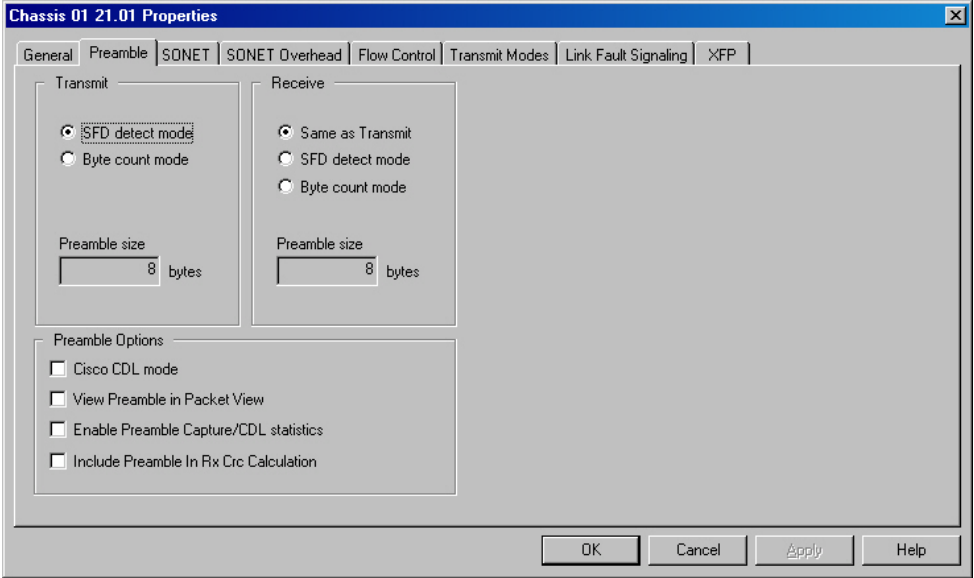 Chassis 01 21.01 Properties
General Preamble SONET SONET Overhead Flow Control Transmit Modes Link Fault Signaling XFP
Transmit
SFD detect mode
Byte count mode
Preamble size
8 bytes
Receive
Same as Transmit
SFD detect mode
Byte count mode
Preamble size
8 bytes
Preamble Options
Cisco CDL mode
View Preamble in Packet View
Enable Preamble Capture/CDL statistics
Include Preamble In Rx Crc Calculation
OK Cancel Apply Help